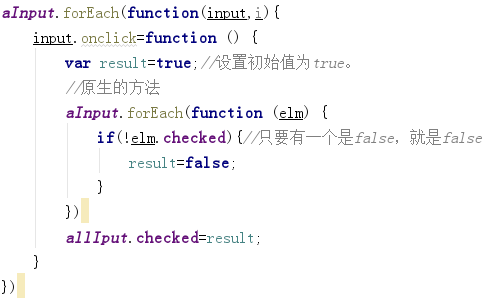 aInput.forEach(function(input,i){
input.onclick=function () {
var result=true;//设置初始值为true。
//原生的方法
aInput.forEach(function (elm) {
if(!elm.checked){//只要有一个是false，就是false
result=false;
}
})
allIput.checked=result;
}
})